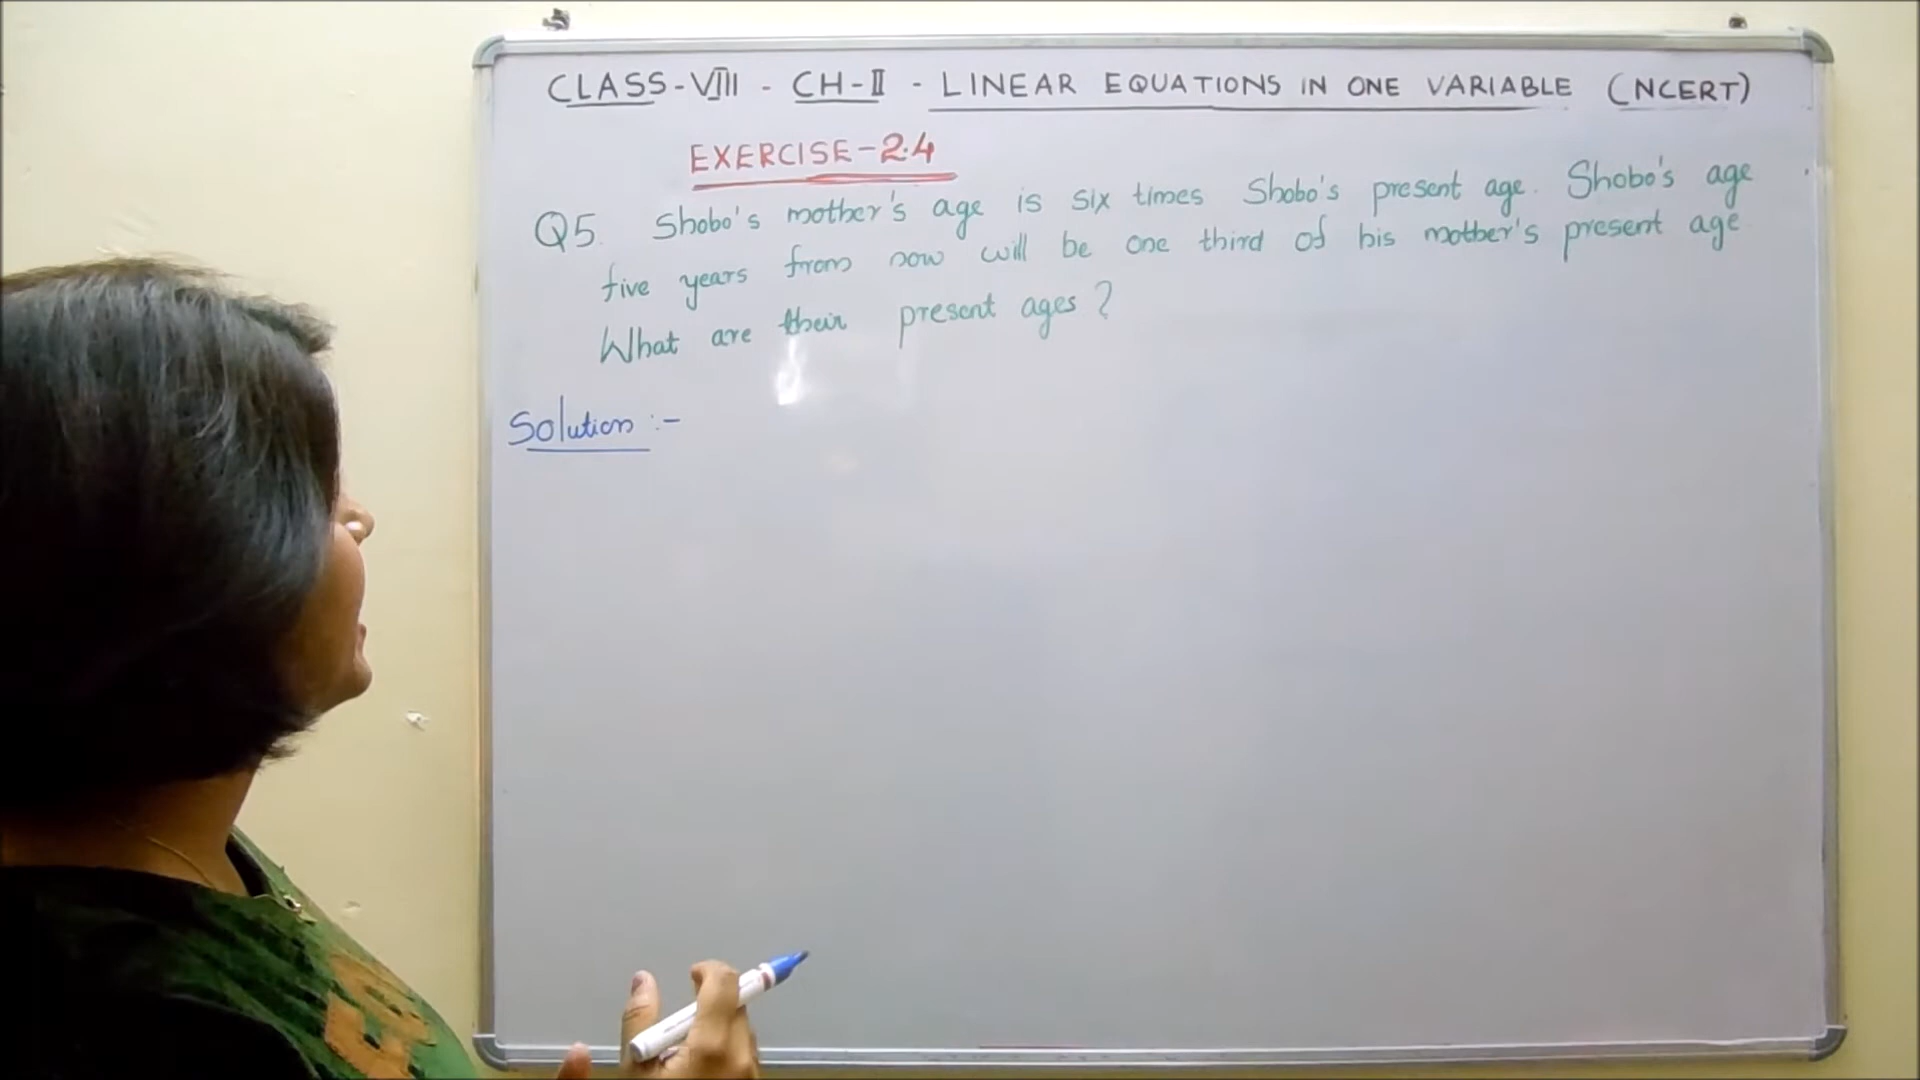 CLASS-VIII - CH-II - LINEAR EQUATIONS IN ONE VARIABLE (NCERT)
EXERCISE-2.4
Q5. Shobo's mother's age is six times Shobo's present age. Shobo's age
five years from now will be one third of his mother's present age
What are their present ages?
Solution :-